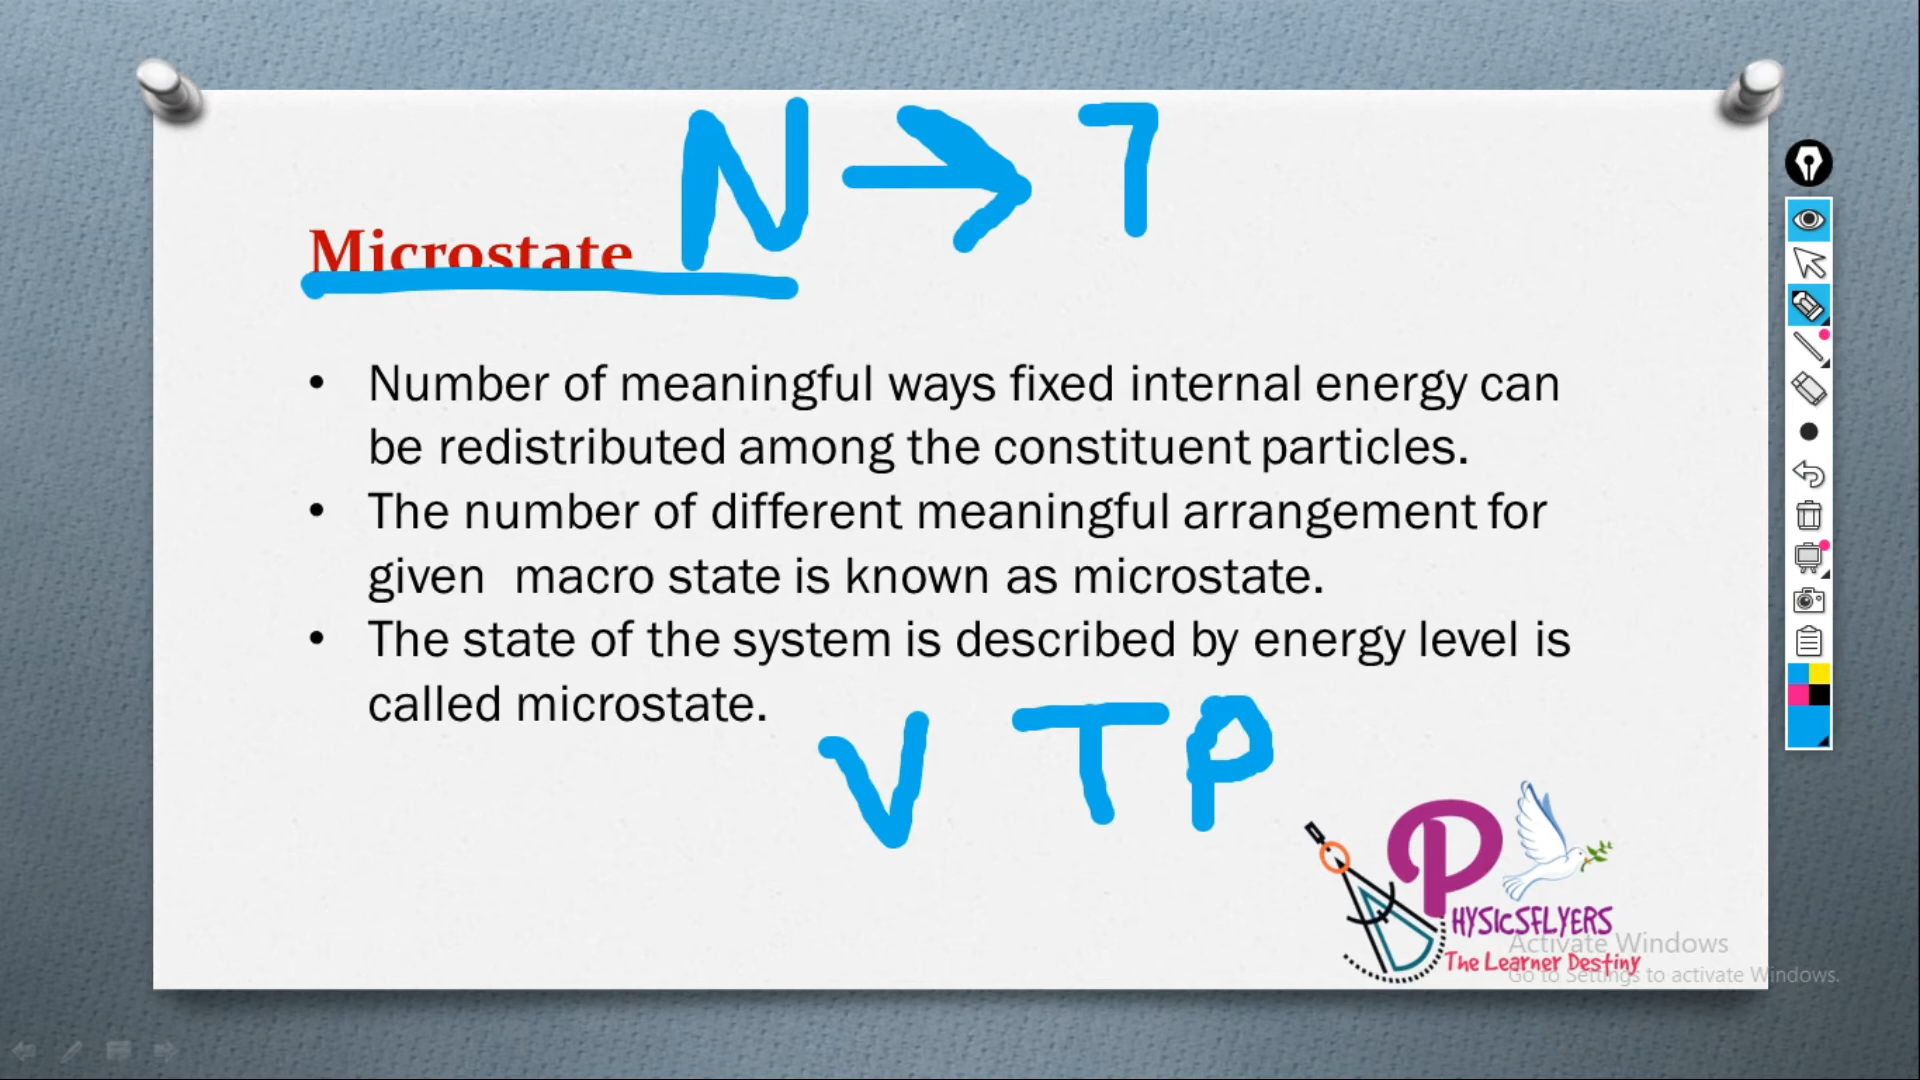 N → T
Microstate
• Number of meaningful ways fixed internal energy can
be redistributed among the constituent particles.
• The number of different meaningful arrangement for
given macro state is known as microstate.
• The state of the system is described by energy level is
called microstate.
V T P
PHYSICSFLYERS
The Learner Destiny
Activate Windows
Go to Settings to activate Windows.